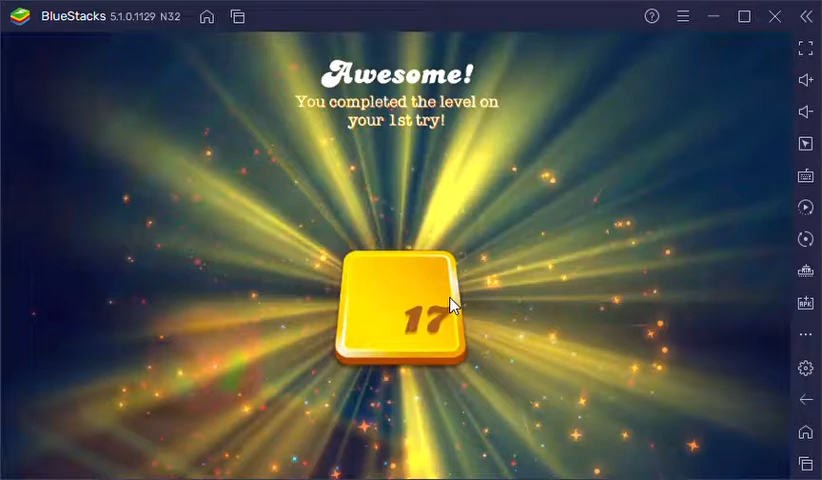 BlueStacks 5.1.0.1129 N32
Awesome!
You completed the level on
your 1st try!
17